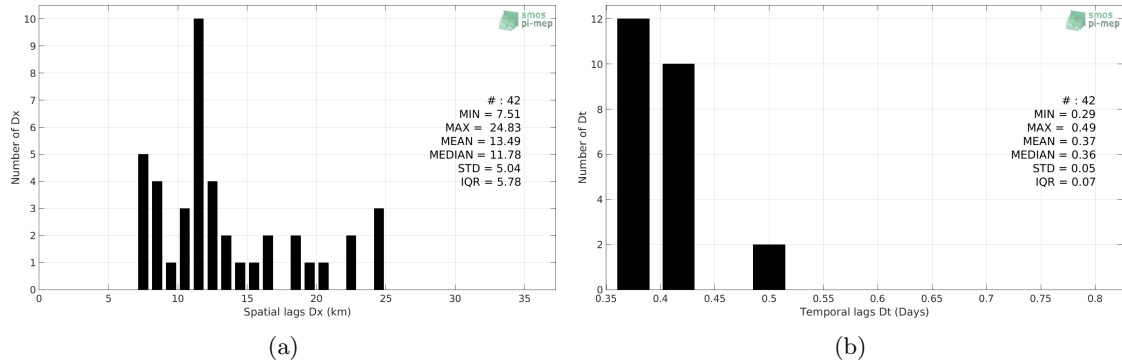 10
9
8
7
6
5
4
3
2
1
0
Number of Dx
smos
pi-mep
# : 42
MIN = 7.51
MAX = 24.83
MEAN = 13.49
MEDIAN = 11.78
STD = 5.04
IQR = 5.78
0 5 10 15 20 25 30 35
Spatial lags Dx (km)
(a)
12
10
8
6
4
2
0
Number of Dt
smos
pi-mep
# : 42
MIN = 0.29
MAX = 0.49
MEAN = 0.37
MEDIAN = 0.36
STD = 0.05
IQR = 0.07
0.35 0.4 0.45 0.5 0.55 0.6 0.65 0.7 0.75 0.8
Temporal lags Dt (Days)
(b)